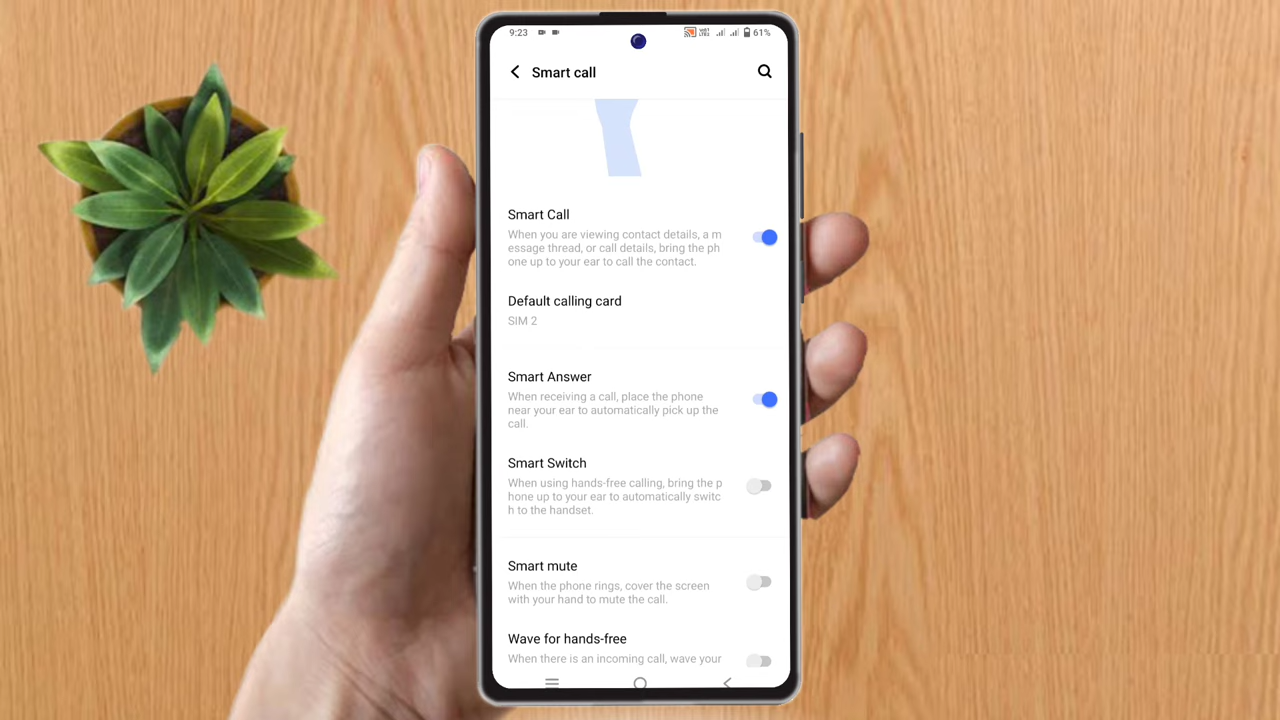 9:23 61%
Smart call
Smart Call
When you are viewing contact details, a m
essage thread, or call details, bring the ph
one up to your ear to call the contact.
Default calling card
SIM 2
Smart Answer
When receiving a call, place the phone
near your ear to automatically pick up the
call.
Smart Switch
When using hands-free calling, bring the p
hone up to your ear to automatically switc
h to the handset.
Smart mute
When the phone rings, cover the screen
with your hand to mute the call.
Wave for hands-free
When there is an incoming call, wave your